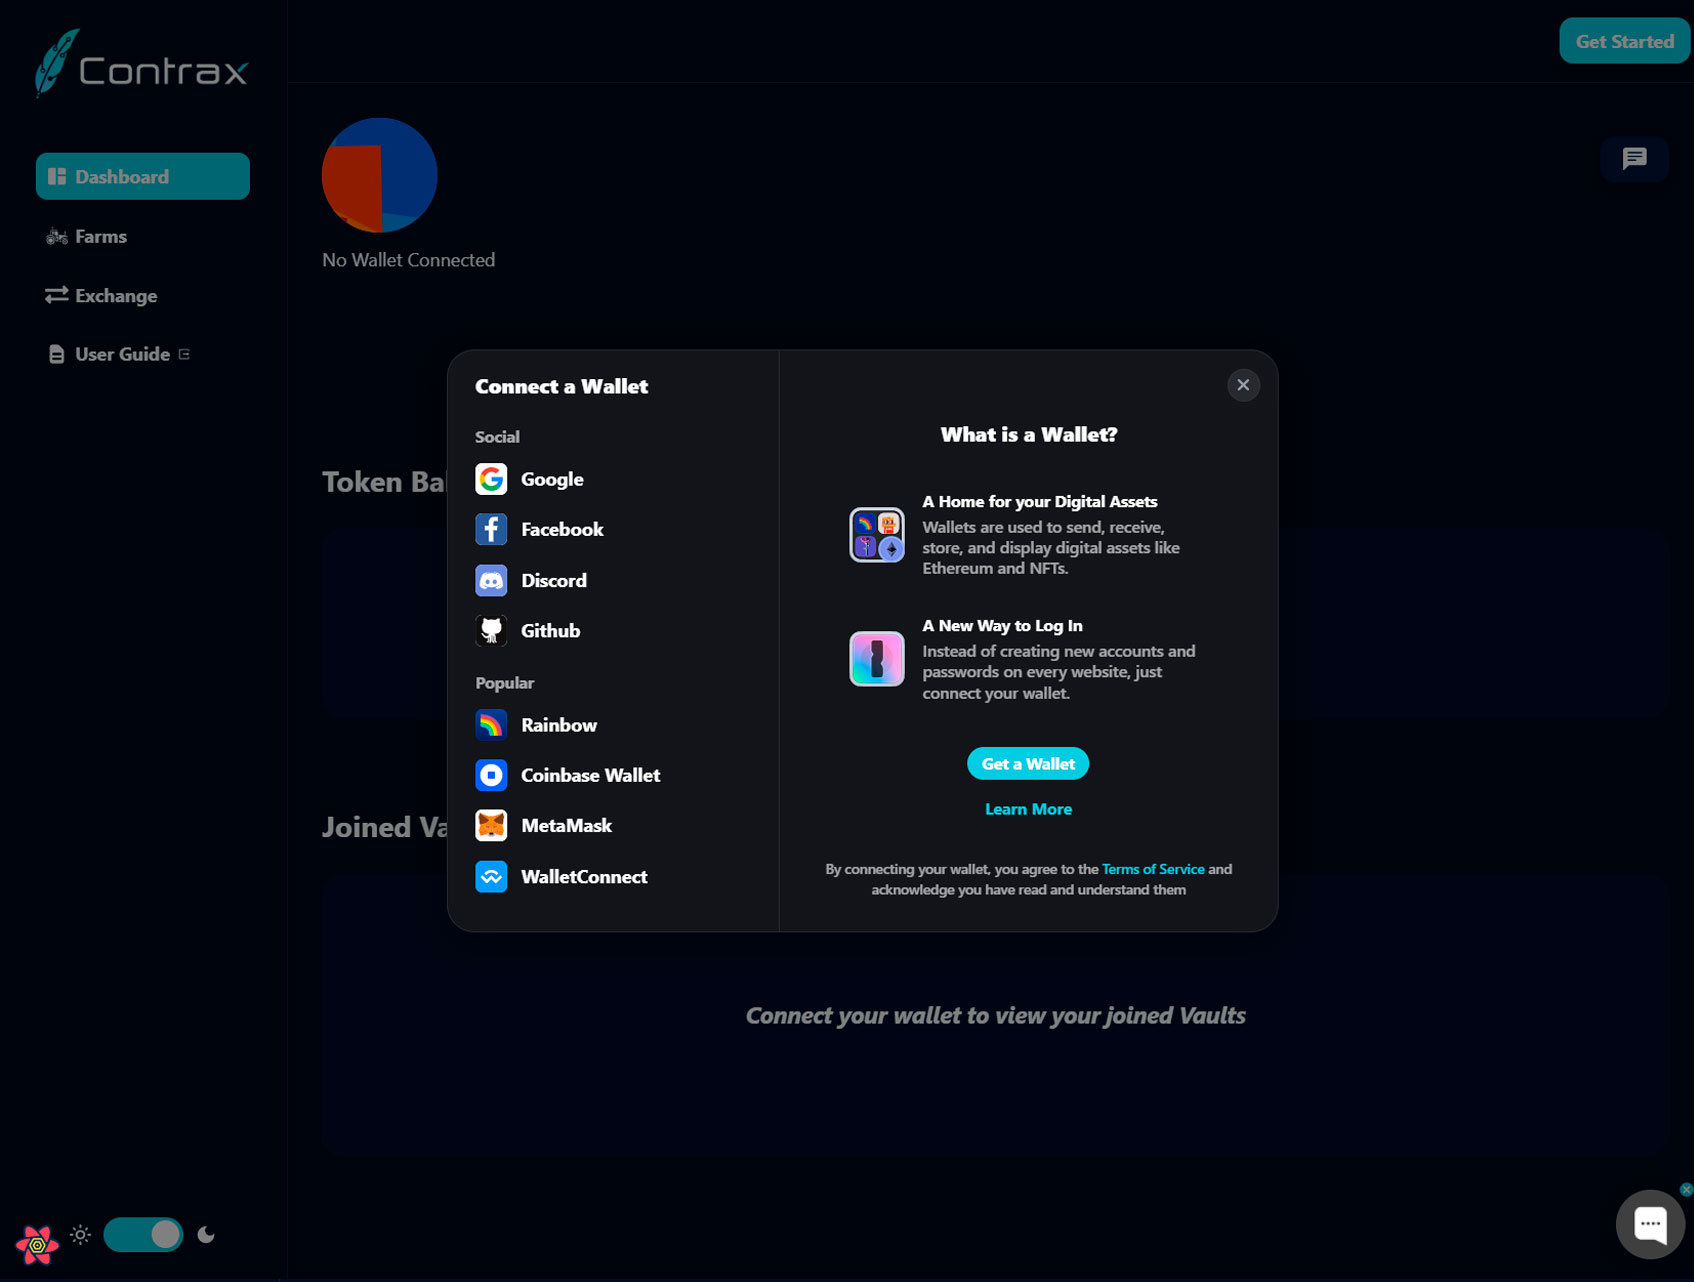 Contrax
Get Started
Dashboard
Farms
Exchange
User Guide
No Wallet Connected
Token
Joined
Connect a Wallet
Social
Google
Facebook
Discord
Github
Popular
Rainbow
Coinbase Wallet
MetaMask
WalletConnect
What is a Wallet?
A Home for your Digital Assets
Wallets are used to send, receive,
store, and display digital assets like
Ethereum and NFTs.
A New Way to Log In
Instead of creating new accounts and
passwords on every website, just
connect your wallet.
Get a Wallet
Learn More
By connecting your wallet, you agree to the Terms of Service and
acknowledge you have read and understand them
Connect your wallet to view your joined Vaults